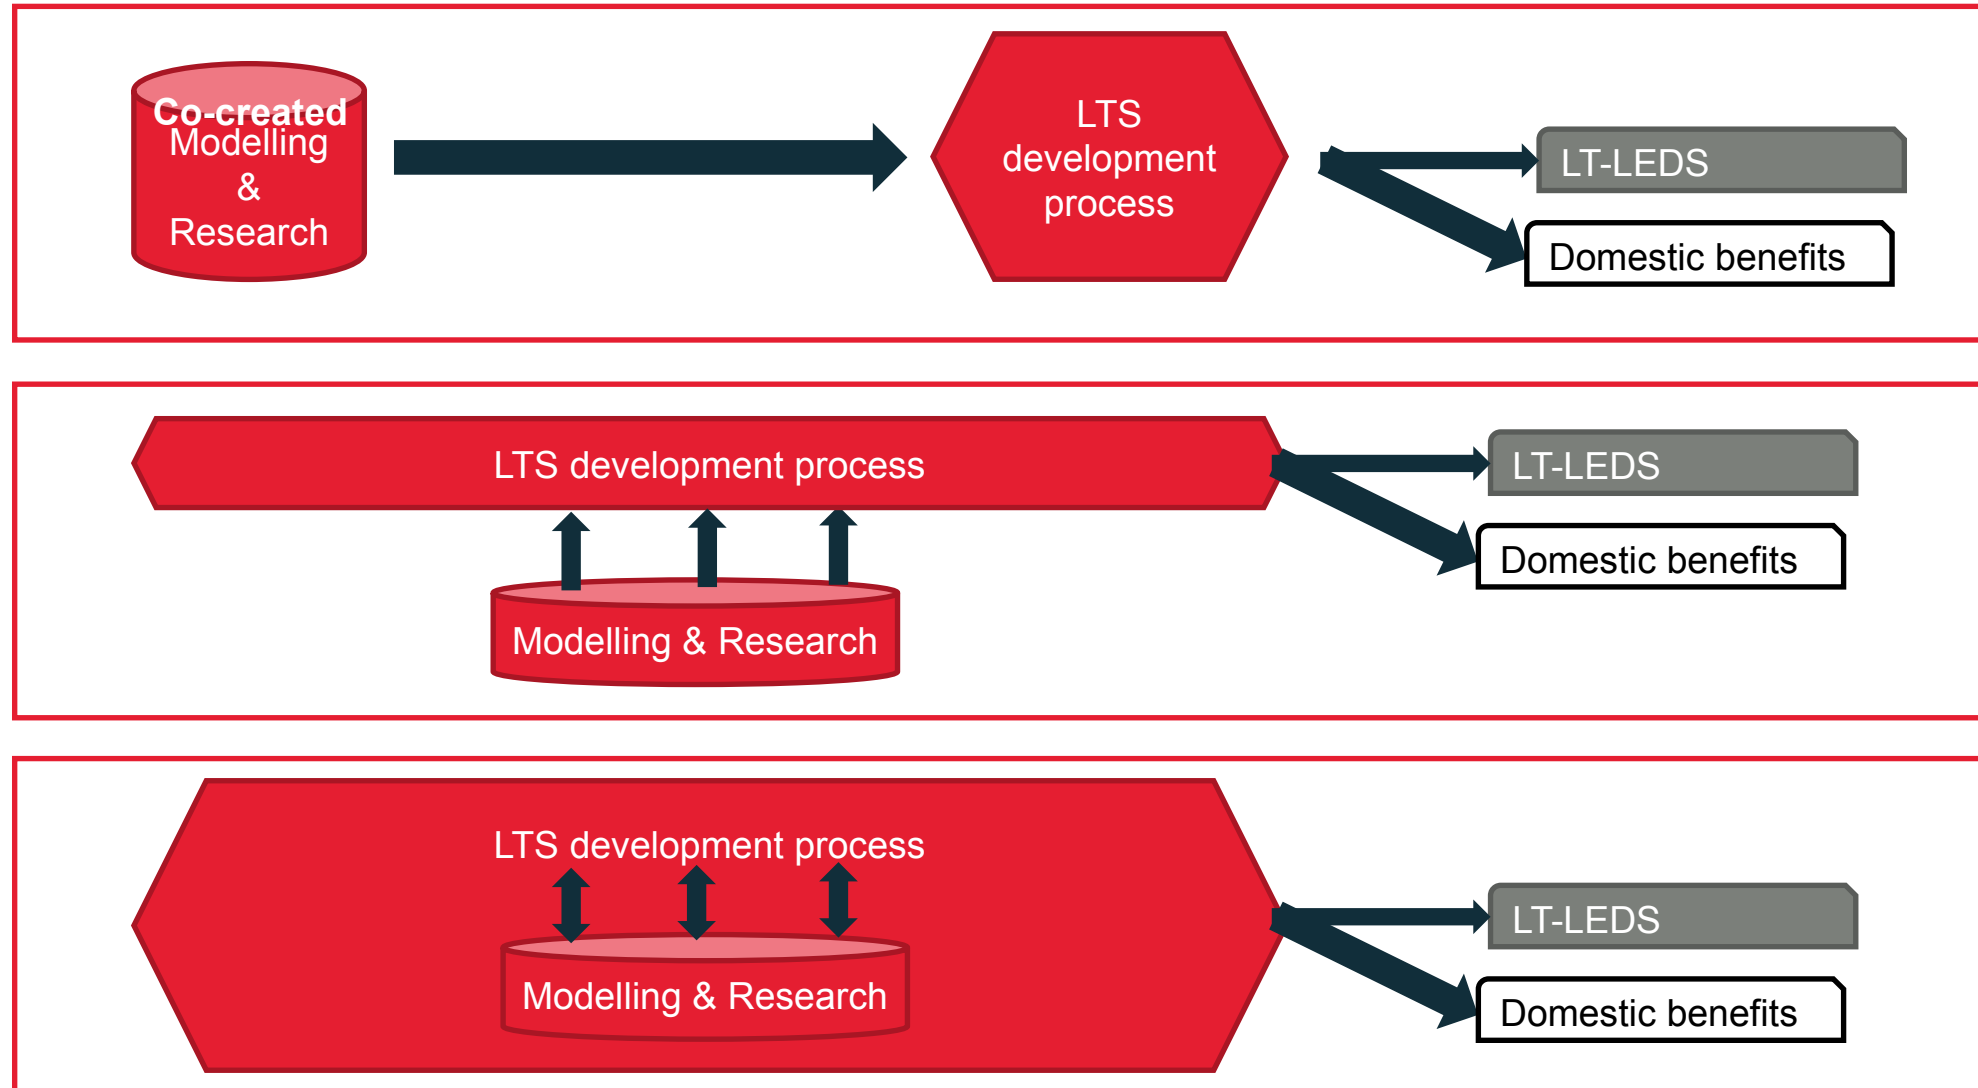 Co-created
Modelling
&
Research
LTS
development
process
LT-LEDS
Domestic benefits
LTS development process
Modelling & Research
LT-LEDS
Domestic benefits
LTS development process
Modelling & Research
LT-LEDS
Domestic benefits